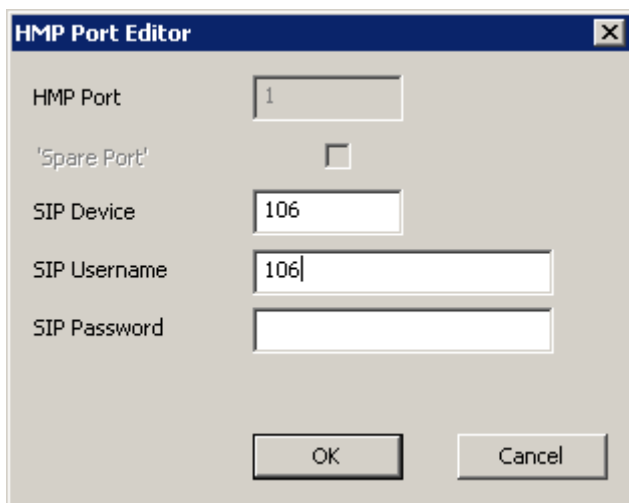 HMP Port Editor
HMP Port 1
'Spare Port'
SIP Device 106
SIP Username 106
SIP Password
OK Cancel